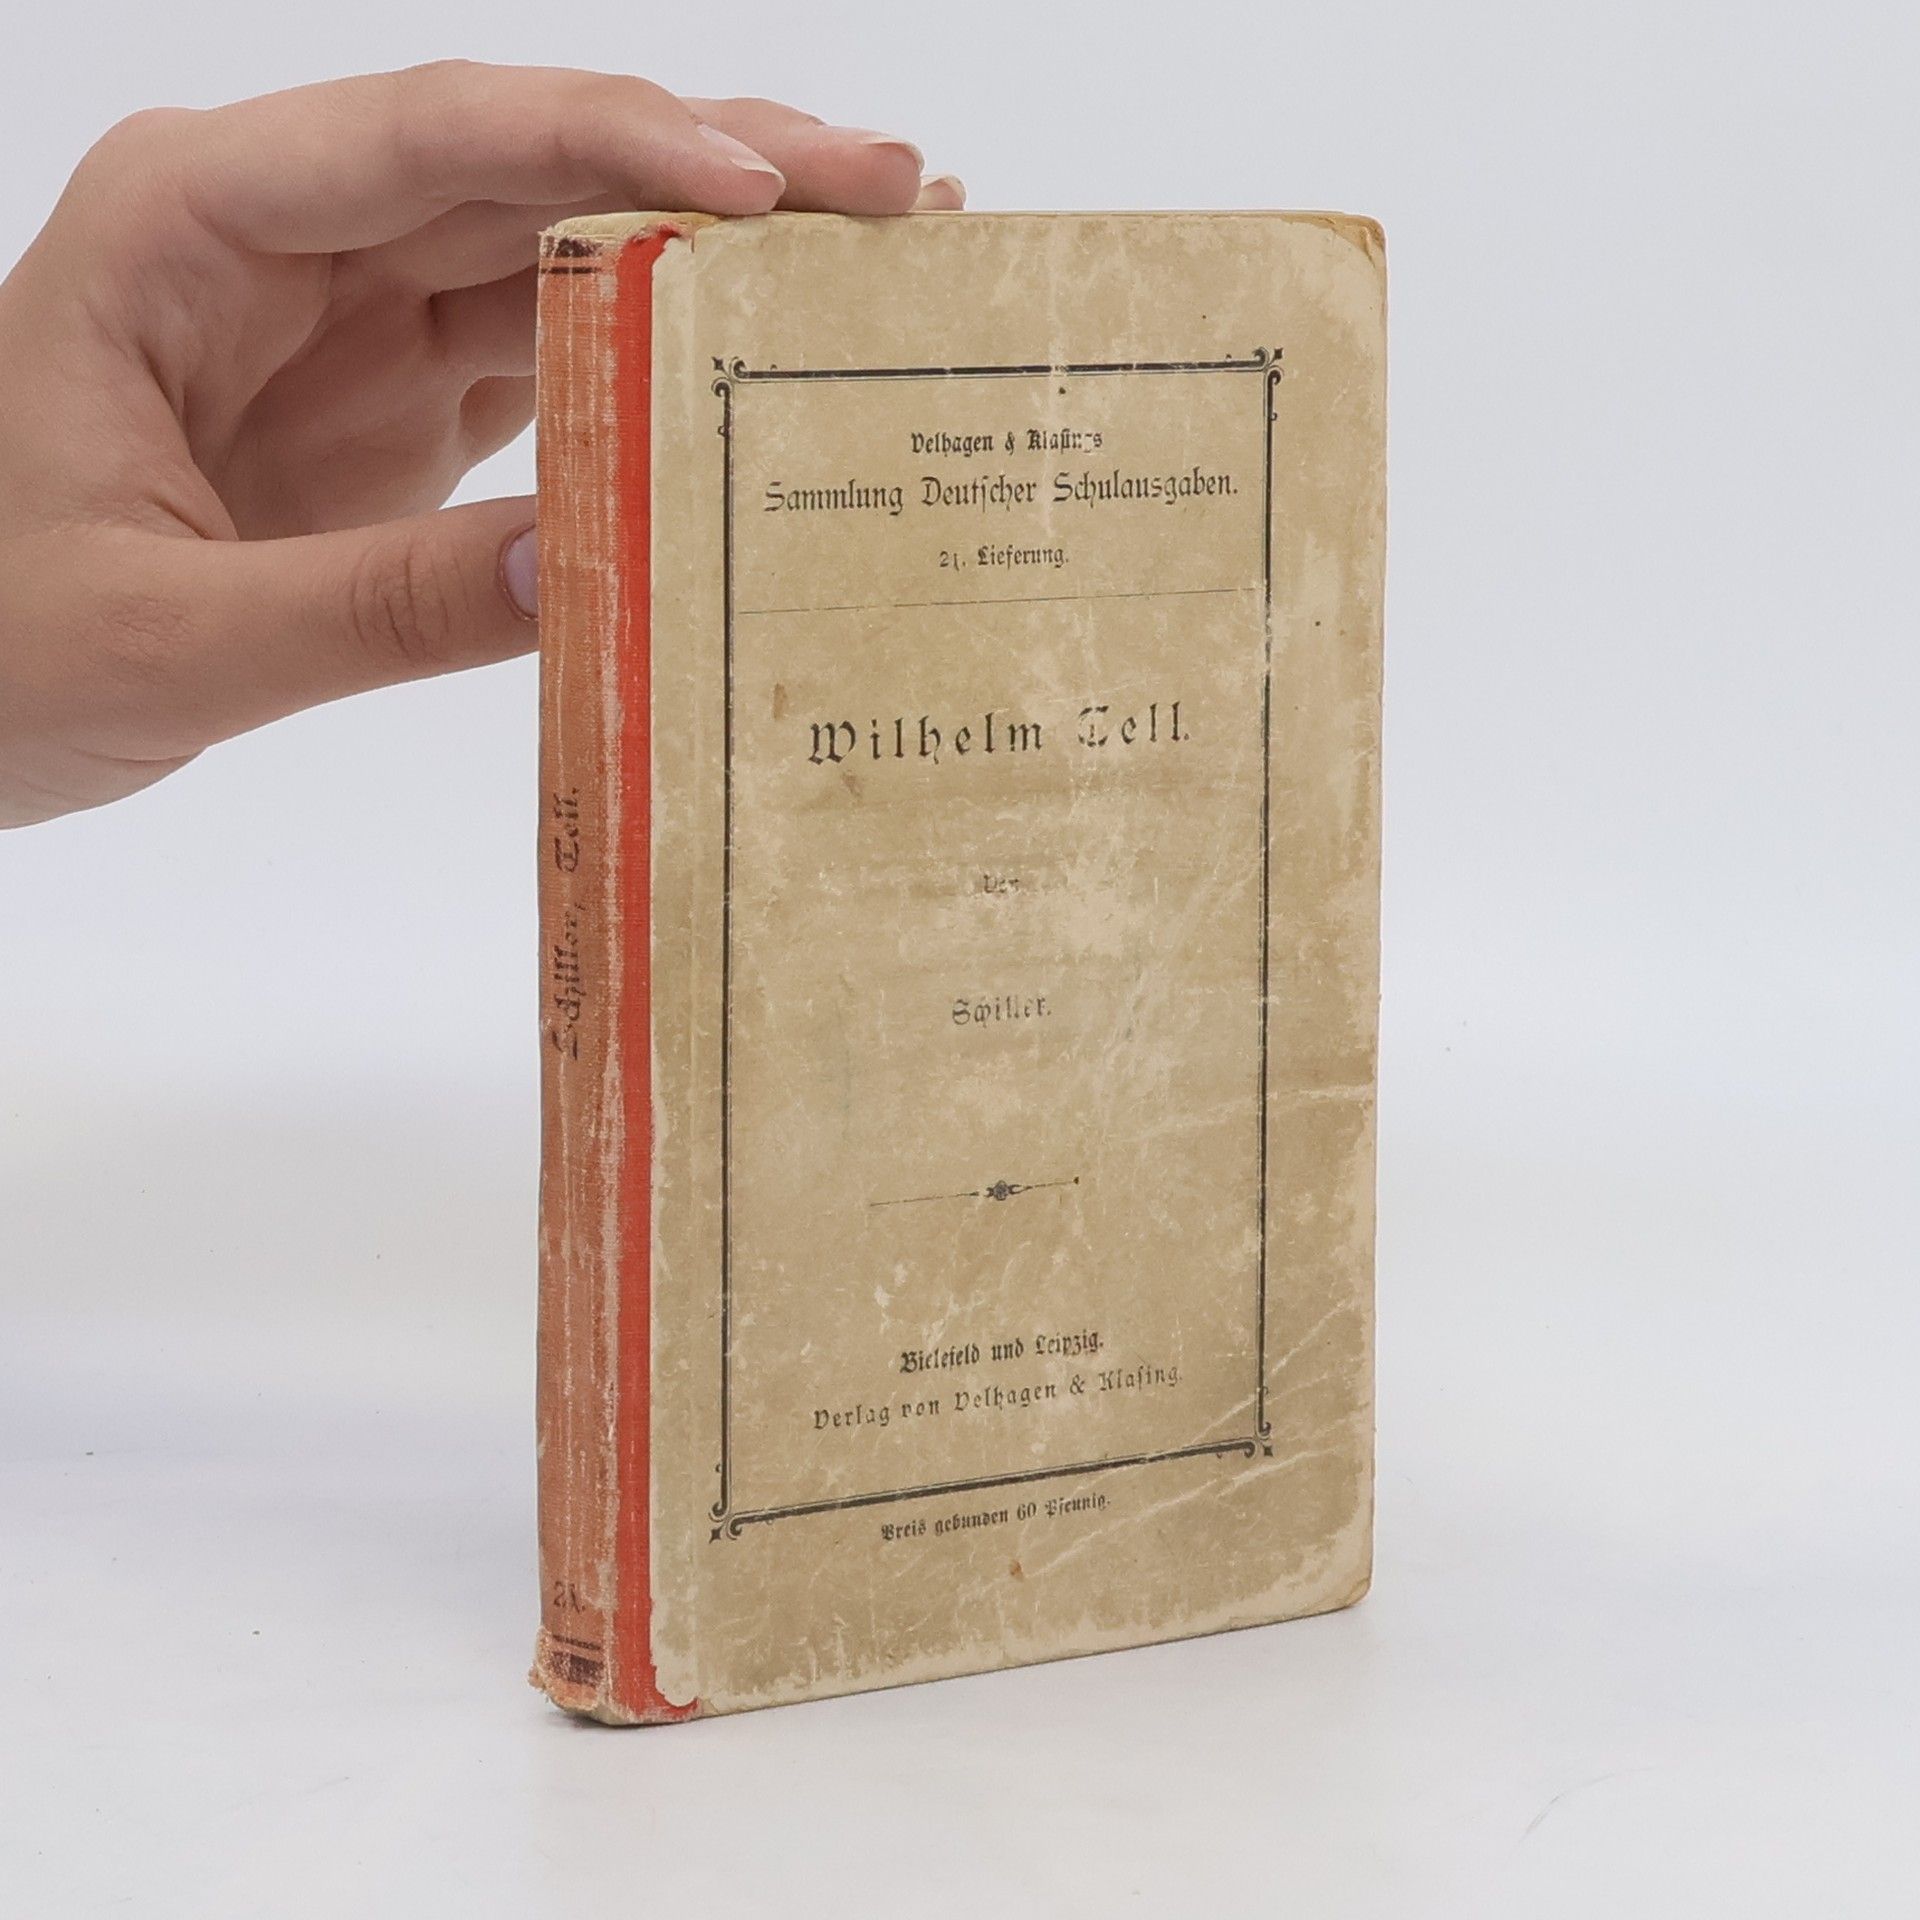 Velhagen & Klasings
Sammlung Deutscher Schulausgaben.
21. Lieferung.
Wilhelm Tell.
Von
Schiller.
Bielefeld und Leipzig.
Verlag von Velhagen & Klasing.
Preis gebunden 60 Pfennig.
Schiller, Tell.
21.